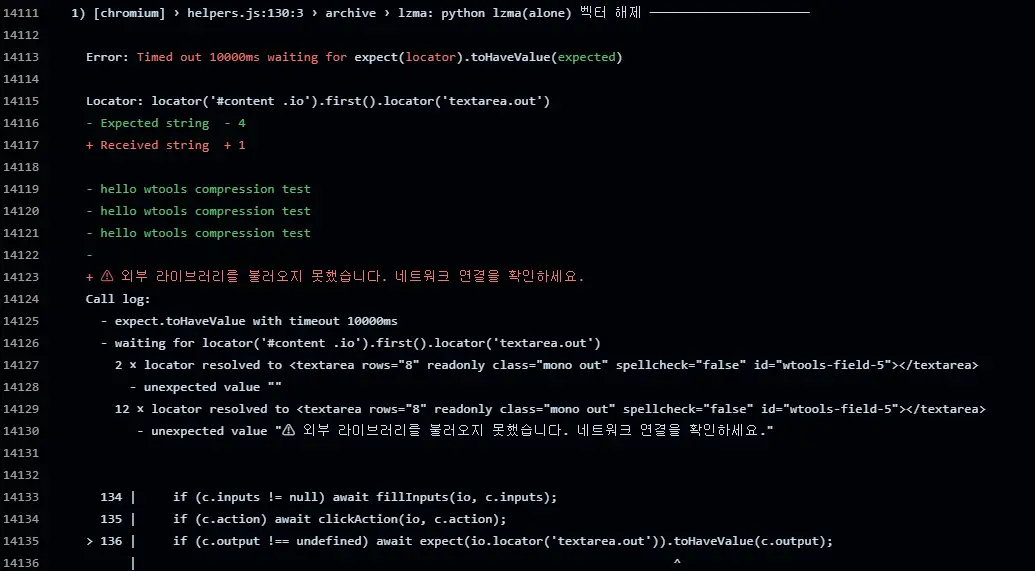 14111 1) [chromium] › helpers.js:130:3 › archive › lzma: python lzma(alone) 벡터 해제 ──────────────────────
14112
14113 Error: Timed out 10000ms waiting for expect(locator).toHaveValue(expected)
14114
14115 Locator: locator('#content .io').first().locator('textarea.out')
14116 - Expected string  - 4
14117 + Received string  + 1
14118
14119 - hello wtools compression test
14120 - hello wtools compression test
14121 - hello wtools compression test
14122 -
14123 + ⚠ 외부 라이브러리를 불러오지 못했습니다. 네트워크 연결을 확인하세요.
14124 Call log:
14125 - expect.toHaveValue with timeout 10000ms
14126 - waiting for locator('#content .io').first().locator('textarea.out')
14127 2 × locator resolved to <textarea rows="8" readonly class="mono out" spellcheck="false" id="wtools-field-5"></textarea>
14128 - unexpected value ""
14129 12 × locator resolved to <textarea rows="8" readonly class="mono out" spellcheck="false" id="wtools-field-5"></textarea>
14130 - unexpected value "⚠ 외부 라이브러리를 불러오지 못했습니다. 네트워크 연결을 확인하세요."
14131
14132
14133 134 | if (c.inputs != null) await fillInputs(io, c.inputs);
14134 135 | if (c.action) await clickAction(io, c.action);
14135 > 136 | if (c.output !== undefined) await expect(io.locator('textarea.out')).toHaveValue(c.output);
14136 | ^